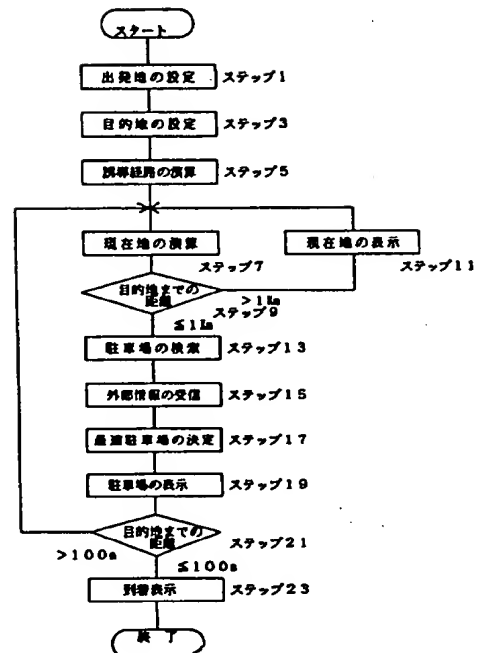 スタート
出発地の設定 ステップ1
目的地の設定 ステップ3
誘導経路の演算 ステップ5
現在地の演算
ステップ7
現在地の表示
ステップ11
目的地までの
距離
ステップ9
>1Km
≦1Km
駐車場の検索 ステップ13
外部情報の受信 ステップ15
最適駐車場の決定 ステップ17
駐車場の表示 ステップ19
目的地までの
距離
ステップ21
>100m
≦100m
到着表示 ステップ23
終了